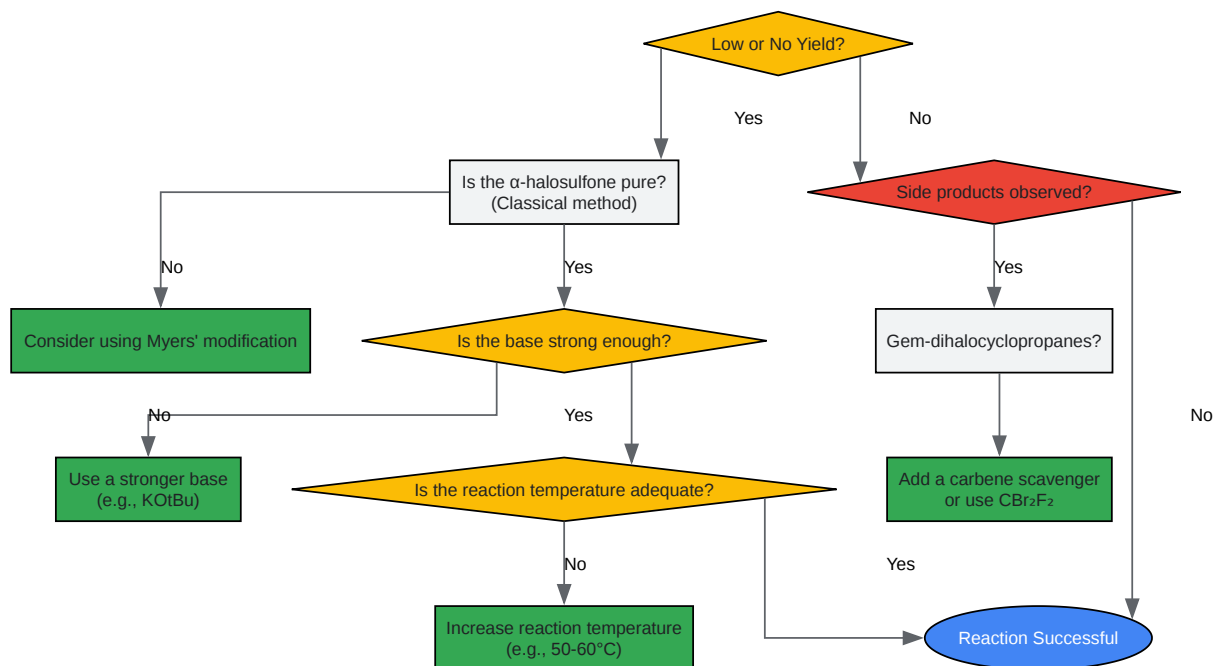 Low or No Yield?
Yes
No
Is the α-halosulfone pure?
(Classical method)
Side products observed?
No
Yes
Yes
Consider using Myers' modification
Is the base strong enough?
Gem-dihalocyclopropanes?
No
Yes
No
Use a stronger base
(e.g., KOtBu)
Is the reaction temperature adequate?
Add a carbene scavenger
or use CBr₂F₂
No
Yes
Increase reaction temperature
(e.g., 50-60°C)
Reaction Successful